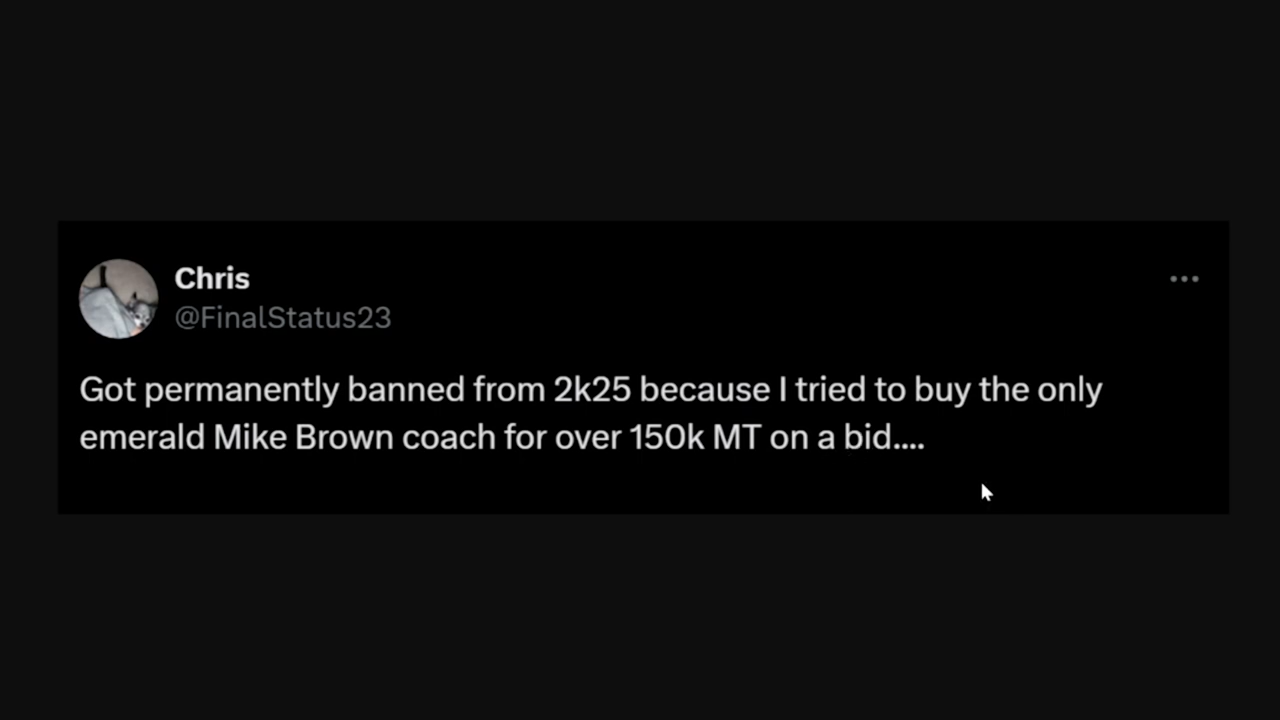 Chris
@FinalStatus23
Got permanently banned from 2k25 because I tried to buy the only
emerald Mike Brown coach for over 150k MT on a bid....